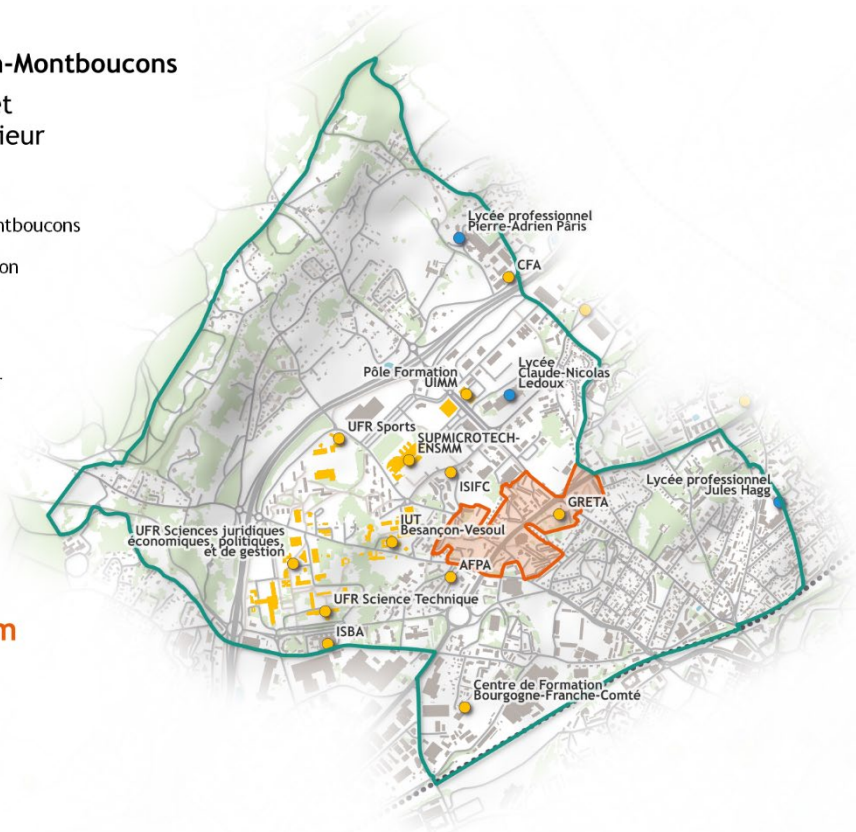 -Montboucons
et
ieur
ntboucons
on
Lycée professionnel
Pierre-Adrien Pâris
CFA
Pôle Formation
UIMM
Lycée
Claude-Nicolas
Ledoux
UFR Sports
SUPMICROTECH-
ENSMM
ISIFC
Lycée professionnel
Jules Hagg
GRETA
IUT
Besançon-Vesoul
UFR Sciences juridiques
économiques, politiques,
et de gestion
AFPA
UFR Science Technique
m
ISBA
Centre de Formation
Bourgogne-Franche-Comté